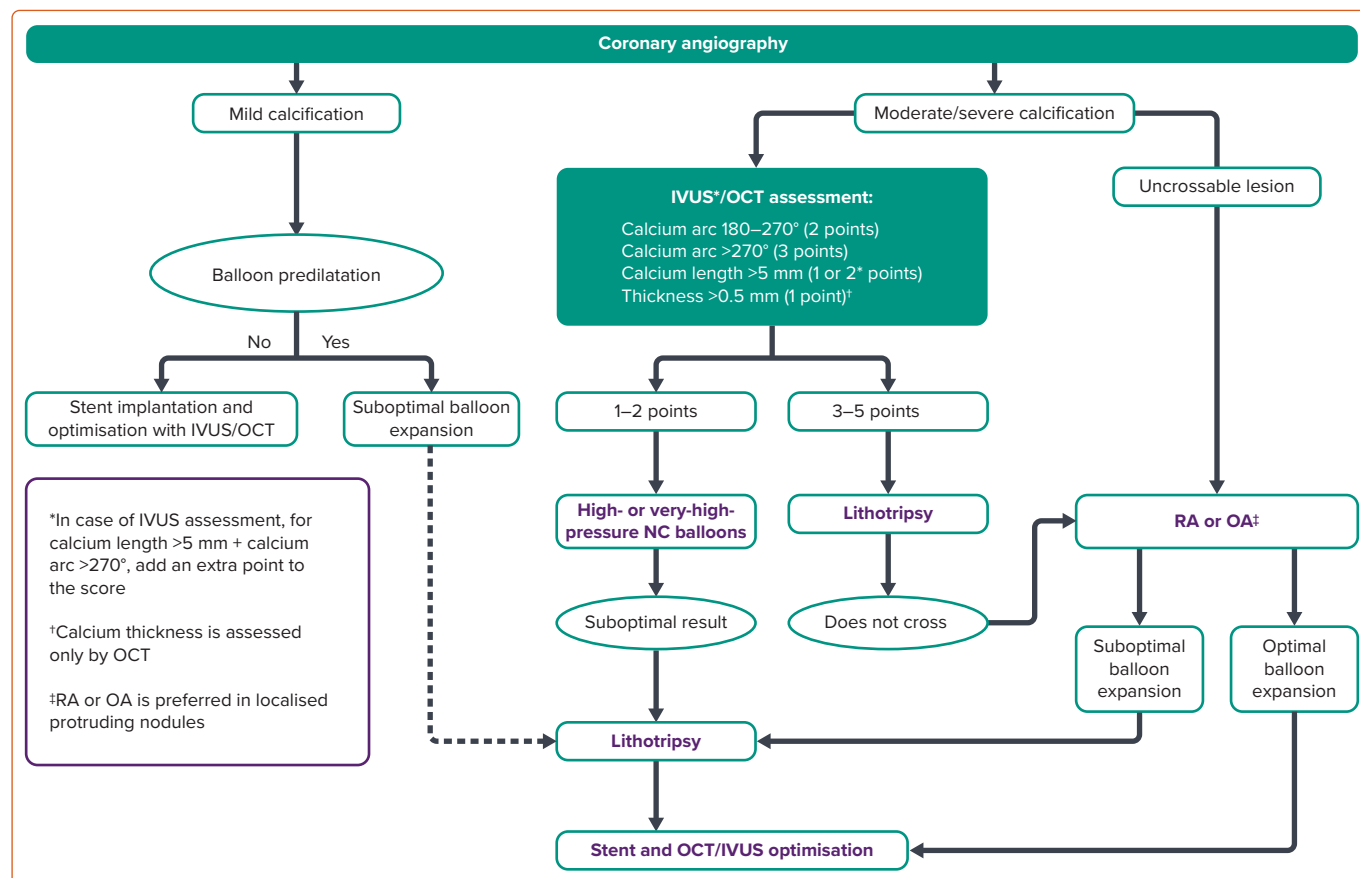 Coronary angiography
Mild calcification
Moderate/severe calcification
IVUS*/OCT assessment:
Calcium arc 180–270° (2 points)
Calcium arc >270° (3 points)
Calcium length >5 mm (1 or 2* points)
Thickness >0.5 mm (1 point)†
Uncrossable lesion
Balloon predilatation
No
Yes
Stent implantation and
optimisation with IVUS/OCT
Suboptimal balloon
expansion
1–2 points
3–5 points
High- or very-high-
pressure NC balloons
Lithotripsy
RA or OA‡
Suboptimal result
Does not cross
Suboptimal
balloon
expansion
Optimal
balloon
expansion
Lithotripsy
Stent and OCT/IVUS optimisation
*In case of IVUS assessment, for
calcium length >5 mm + calcium
arc >270°, add an extra point to
the score
†Calcium thickness is assessed
only by OCT
‡RA or OA is preferred in localised
protruding nodules